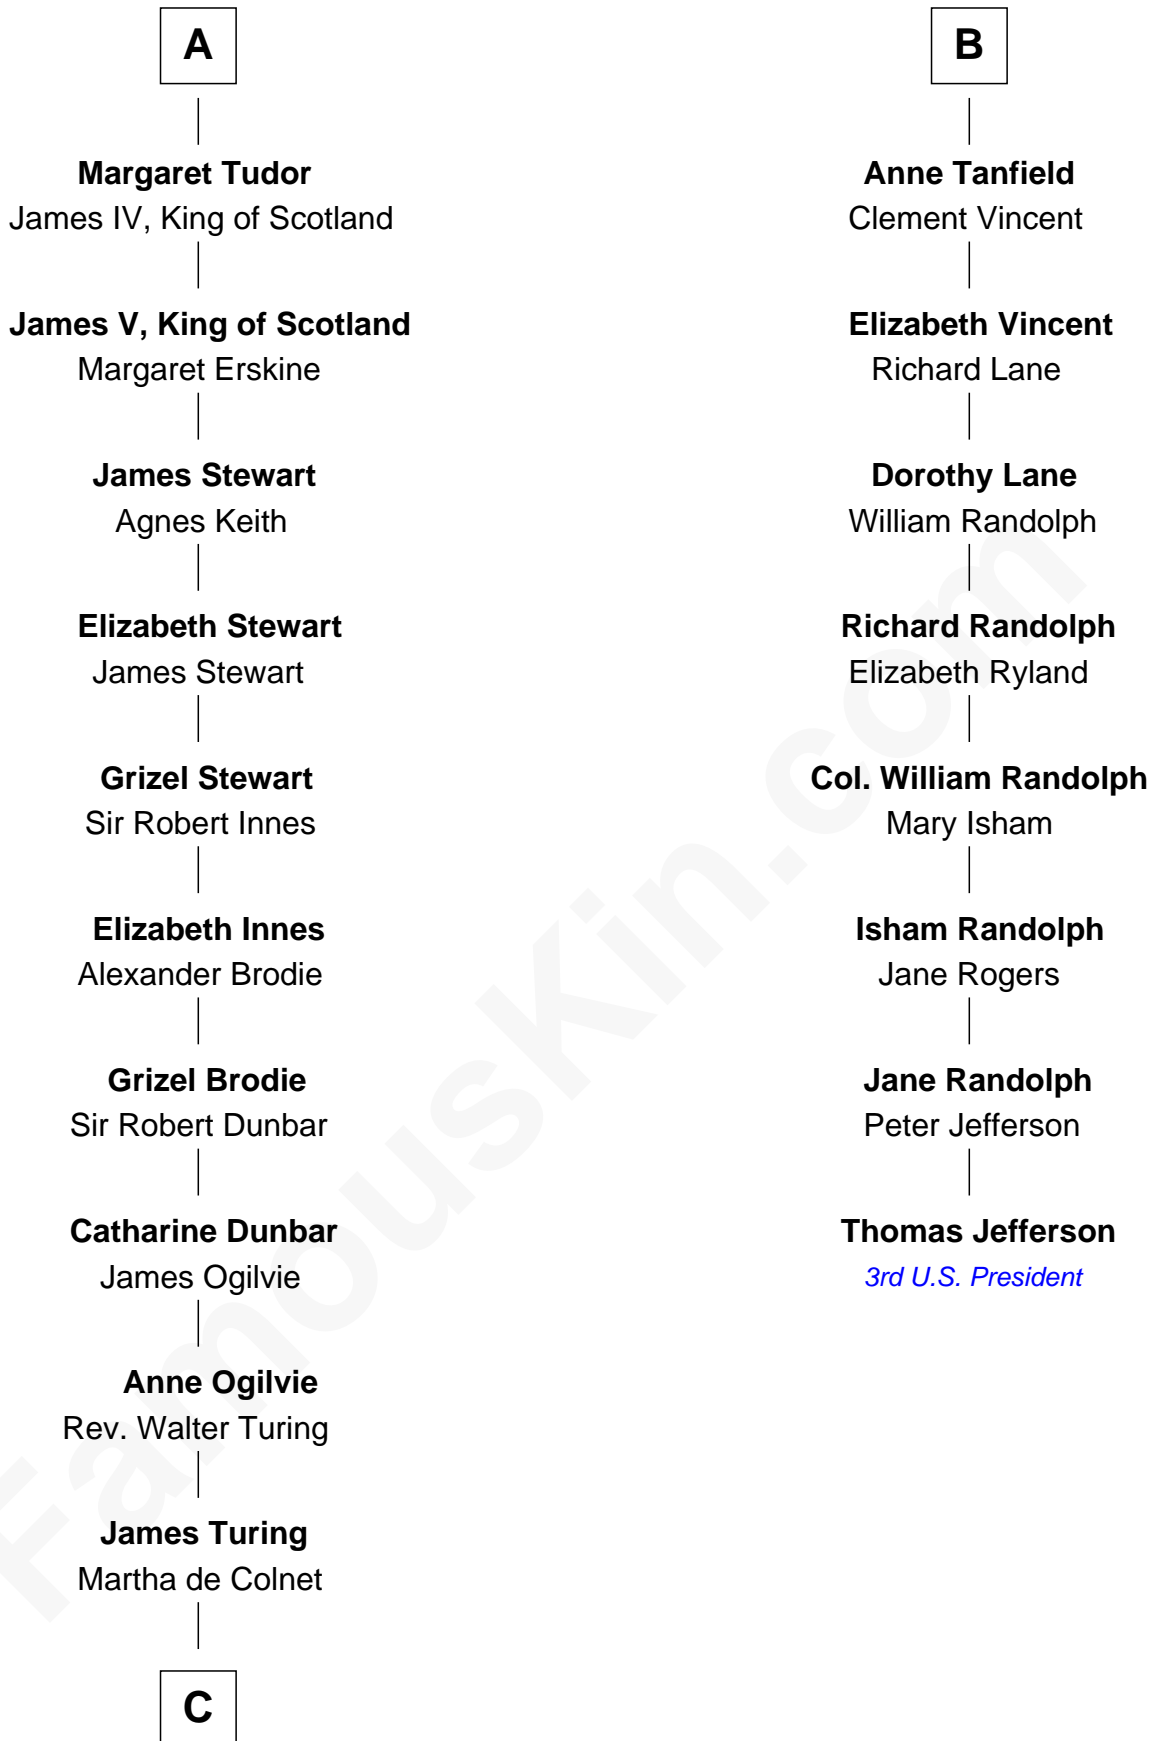 A
Margaret Tudor
James IV, King of Scotland
James V, King of Scotland
Margaret Erskine
James Stewart
Agnes Keith
Elizabeth Stewart
James Stewart
Grizel Stewart
Sir Robert Innes
Elizabeth Innes
Alexander Brodie
Grizel Brodie
Sir Robert Dunbar
Catharine Dunbar
James Ogilvie
Anne Ogilvie
Rev. Walter Turing
James Turing
Martha de Colnet
C
B
Anne Tanfield
Clement Vincent
Elizabeth Vincent
Richard Lane
Dorothy Lane
William Randolph
Richard Randolph
Elizabeth Ryland
Col. William Randolph
Mary Isham
Isham Randolph
Jane Rogers
Jane Randolph
Peter Jefferson
Thomas Jefferson
3rd U.S. President
FamousKin.com